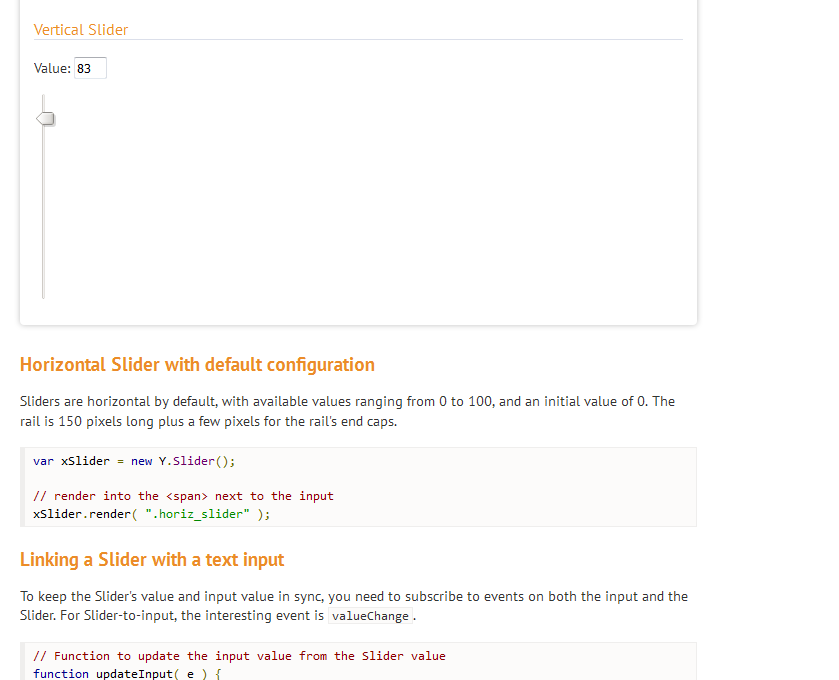 Vertical Slider
Value: 83
Horizontal Slider with default configuration
Sliders are horizontal by default, with available values ranging from 0 to 100, and an initial value of 0. The
rail is 150 pixels long plus a few pixels for the rail's end caps.
var xSlider = new Y.Slider();
// render into the <span> next to the input
xSlider.render( ".horiz_slider" );
Linking a Slider with a text input
To keep the Slider's value and input value in sync, you need to subscribe to events on both the input and the
Slider. For Slider-to-input, the interesting event is valueChange.
// Function to update the input value from the Slider value
function updateInput( e ) {